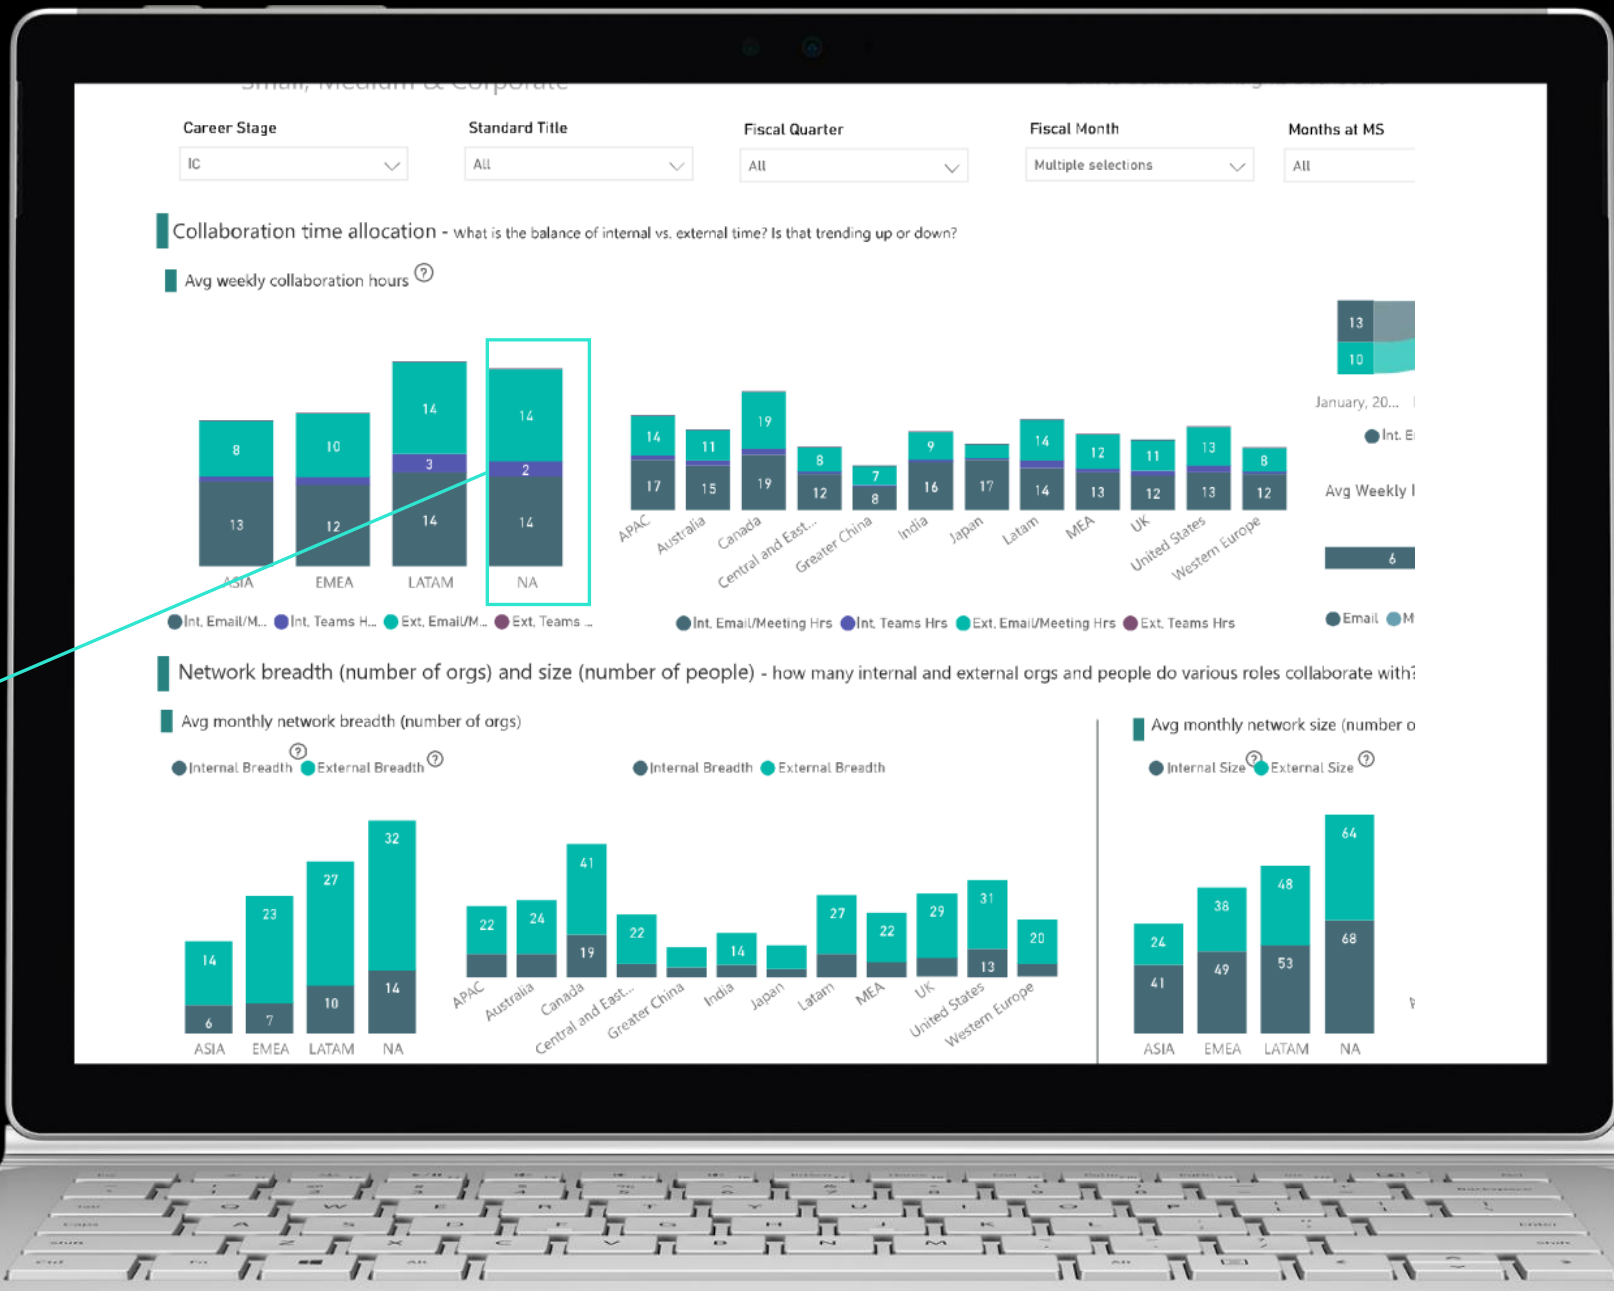 Small, Medium & Corporate
Career Stage
Standard Title
Fiscal Quarter
Fiscal Month
Months at MS
IC
All
All
Multiple selections
All
Collaboration time allocation - what is the balance of internal vs. external time? Is that trending up or down?
Avg weekly collaboration hours ?
8
13
10
12
14
3
14
14
2
14
ASIA EMEA LATAM NA
Int. Email/M... Int. Teams H... Ext. Email/M... Ext. Teams ...
14 11 19 8 7 9 14 12 11 13 8
17 15 19 12 8 16 17 14 13 12 13 12
APAC Australia Canada Central and East... Greater China India Japan Latam MEA UK United States Western Europe
Int. Email/Meeting Hrs Int. Teams Hrs Ext. Email/Meeting Hrs Ext. Teams Hrs
13
10
January, 20...
Int. E
Avg Weekly
6
Email M
Network breadth (number of orgs) and size (number of people) - how many internal and external orgs and people do various roles collaborate with?
Avg monthly network breadth (number of orgs)
Internal Breadth ? External Breadth ?
14 23 27 32
6 7 10 14
ASIA EMEA LATAM NA
Internal Breadth External Breadth
22 24 41 22 14 27 22 29 31 20
19 13
APAC Australia Canada Central and East... Greater China India Japan Latam MEA UK United States Western Europe
Avg monthly network size (number o
Internal Size ? External Size ?
24 38 48 64
41 49 53 68
ASIA EMEA LATAM NA